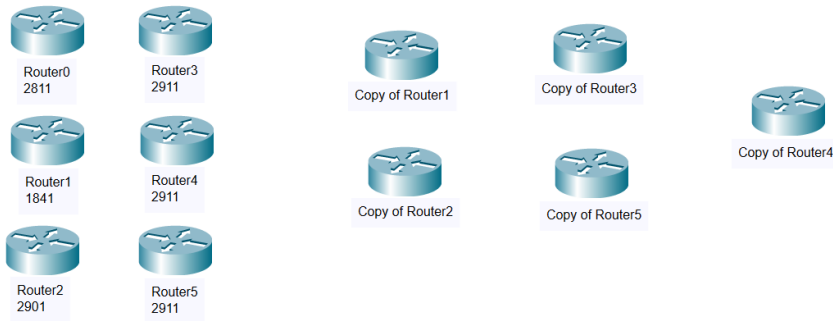 Router0
2811
Router3
2911
Copy of Router1
Copy of Router3
Copy of Router4
Router1
1841
Router4
2911
Copy of Router2
Copy of Router5
Router2
2901
Router5
2911